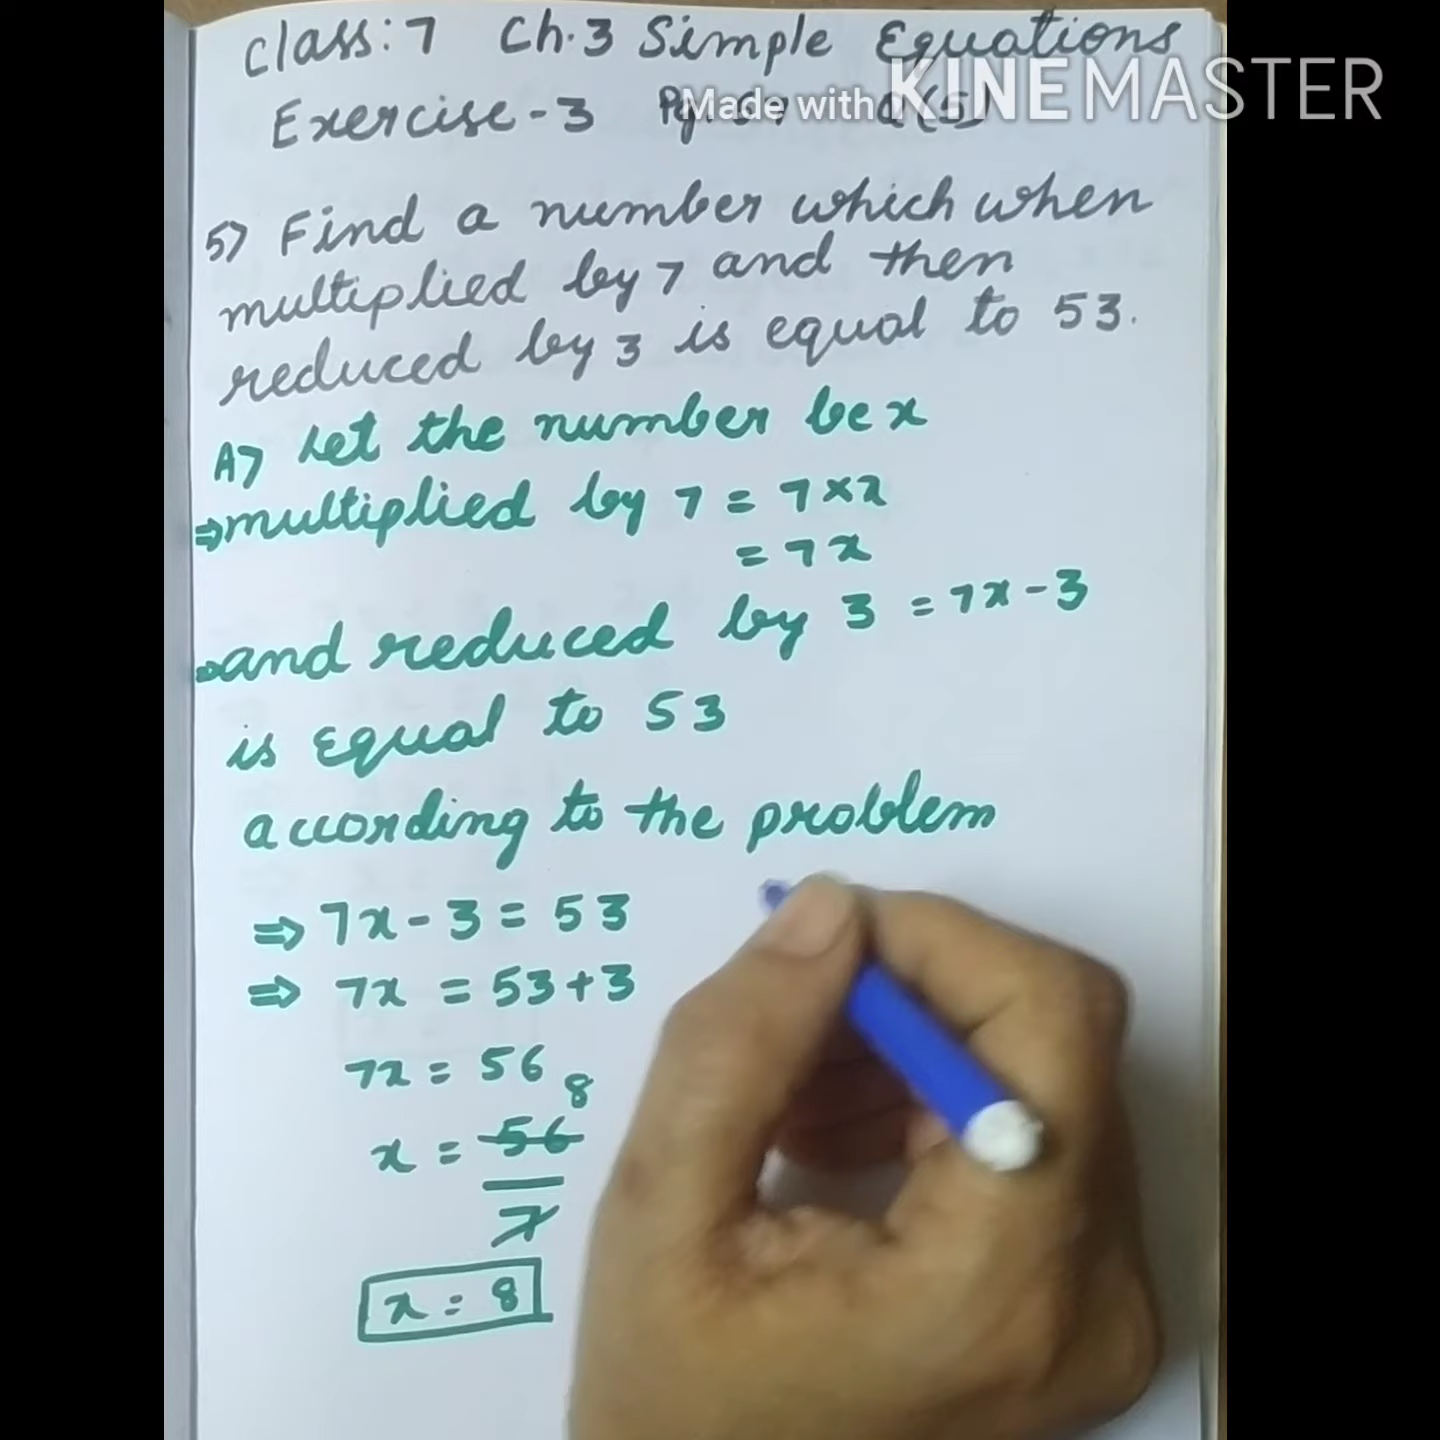 Class: 7 Ch.3 Simple Equations
Made with KINEMASTER
Exercise-3 Q(5)
5) Find a number which when
multiplied by 7 and then
reduced by 3 is equal to 53.
A) Let the number be x
⇒multiplied by 7 = 7×x
= 7x
⇒and reduced by 3 = 7x-3
is equal to 53
according to the problem
⇒ 7x-3 = 53
⇒ 7x = 53+3
7x = 56
8
x = 56
7
x = 8